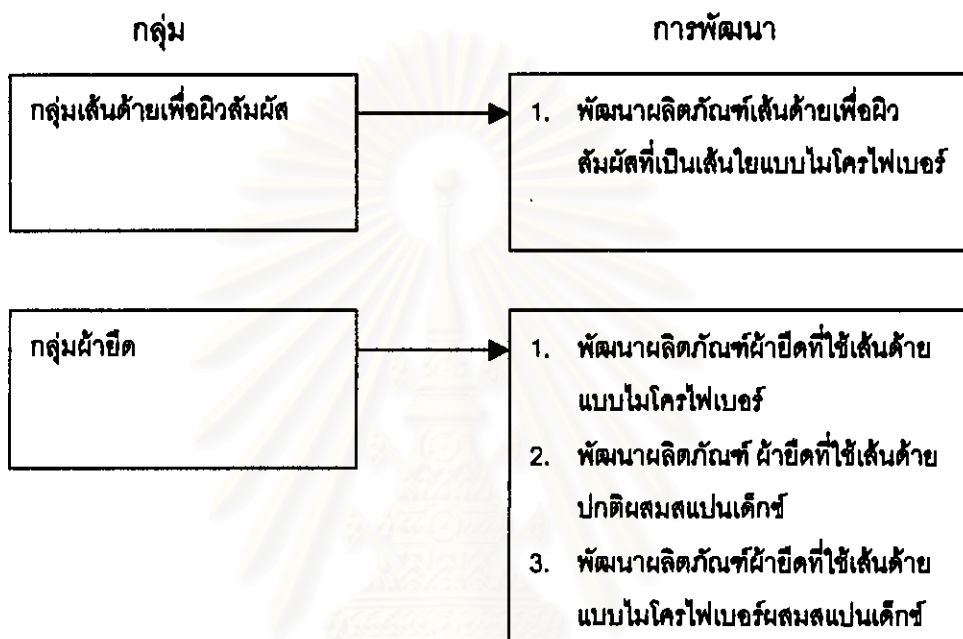 กลุ่ม
การพัฒนา
กลุ่มเส้นด้ายเพื่อผิวสัมผัส
1. พัฒนาผลิตภัณฑ์เส้นด้ายเพื่อผิว
สัมผัสที่เป็นเส้นใยแบบไมโครไฟเบอร์
กลุ่มผ้ายืด
1. พัฒนาผลิตภัณฑ์ผ้ายืดที่ใช้เส้นด้าย
แบบไมโครไฟเบอร์
2. พัฒนาผลิตภัณฑ์ ผ้ายืดที่ใช้เส้นด้าย
ปกติผสมสแปนเด็กซ์
3. พัฒนาผลิตภัณฑ์ผ้ายืดที่ใช้เส้นด้าย
แบบไมโครไฟเบอร์ผสมสแปนเด็กซ์